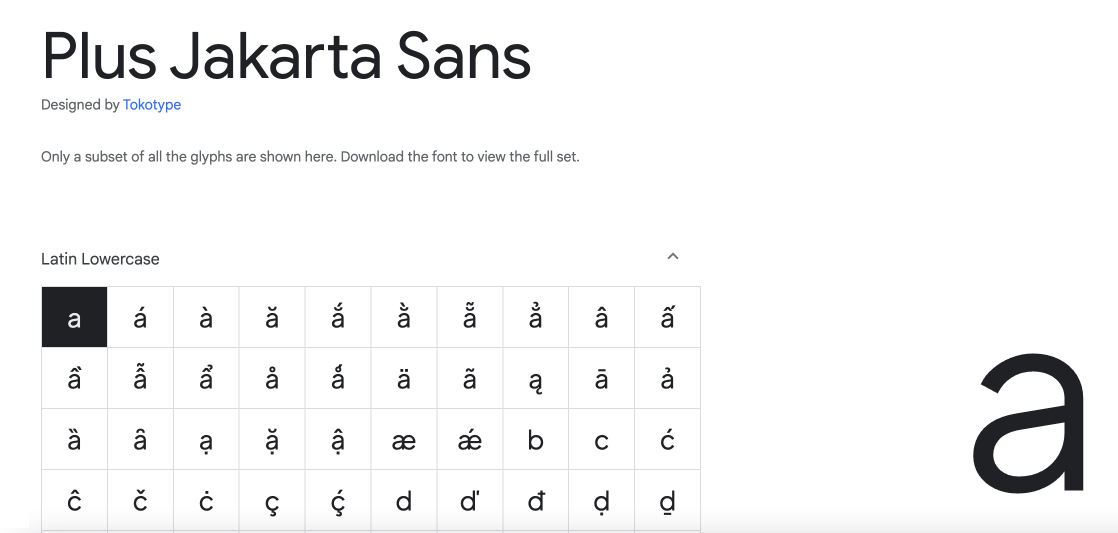 Plus Jakarta Sans
Designed by Tokotype
Only a subset of all the glyphs are shown here. Download the font to view the full set.
Latin Lowercase
a á à ă ắ ằ ẵ ẳ â ấ
ầ ẫ ẩ å ǻ ä ã ą ā ả
ȁ ȃ ạ ặ ậ æ ǽ b c ć
ĉ č ċ ç ḉ d ď đ ḍ ḏ
a